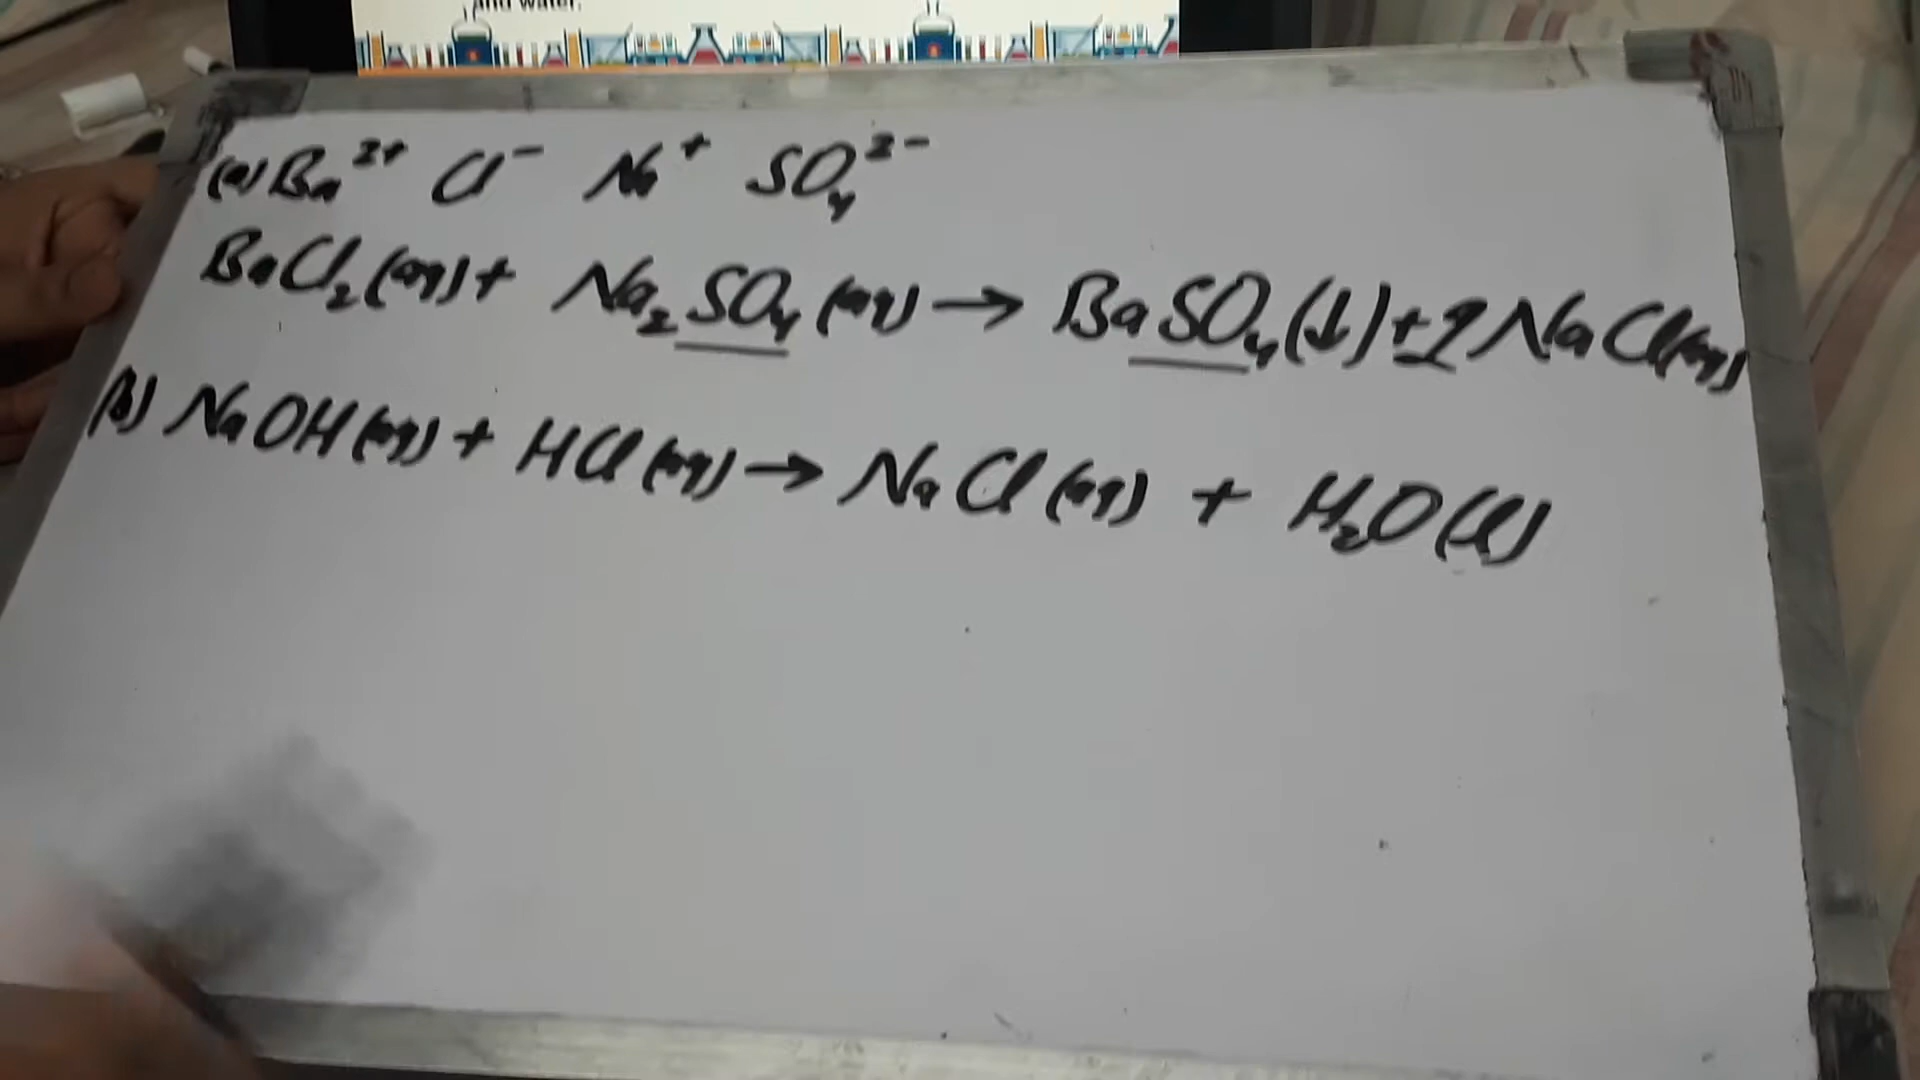 and water.
(a) Ba²⁺ Cl⁻ Na⁺ SO₄²⁻
BaCl₂(aq) + Na₂SO₄(aq) → BaSO₄(↓) + 2NaCl(aq)
(b) NaOH(aq) + HCl(aq) → NaCl(aq) + H₂O(l)